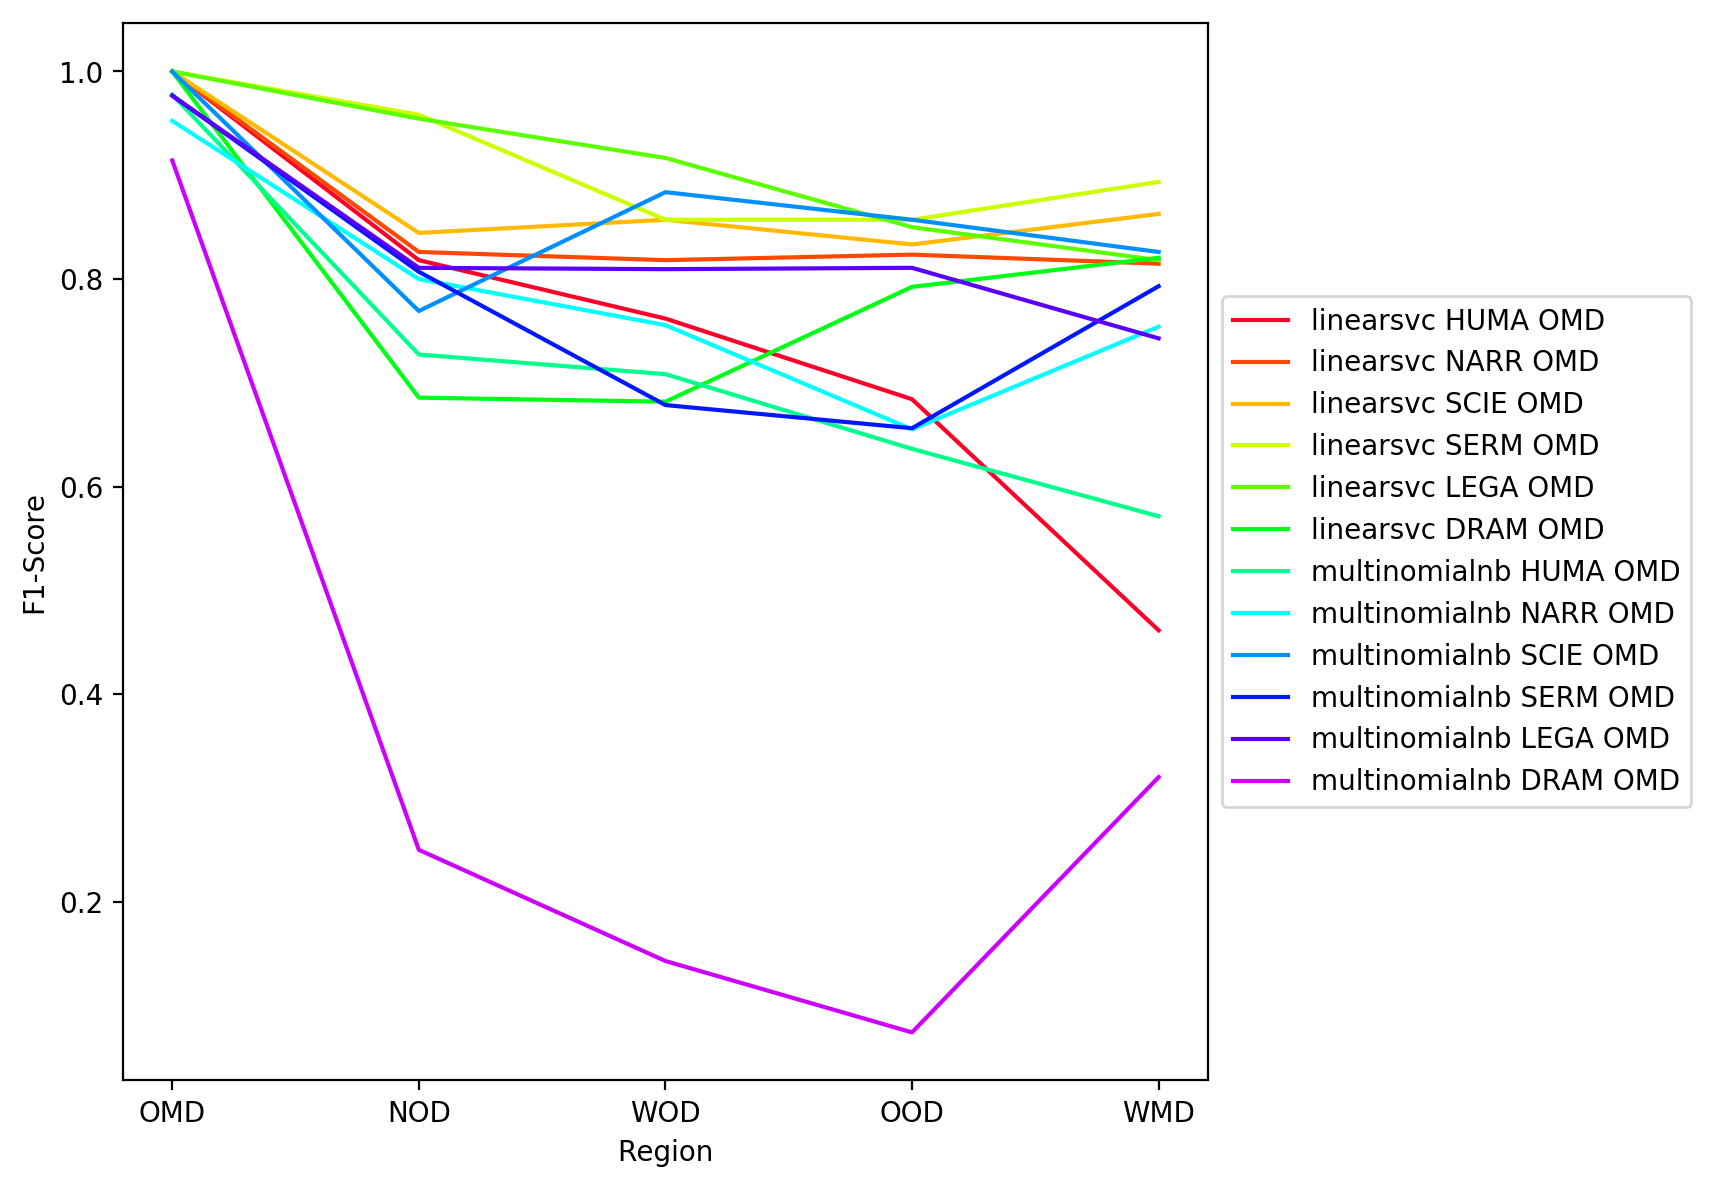 1.0
0.8
0.6
0.4
0.2
F1-Score
OMD
NOD
WOD
OOD
WMD
Region
linearsvc HUMA OMD
linearsvc NARR OMD
linearsvc SCIE OMD
linearsvc SERM OMD
linearsvc LEGA OMD
linearsvc DRAM OMD
multinomialnb HUMA OMD
multinomialnb NARR OMD
multinomialnb SCIE OMD
multinomialnb SERM OMD
multinomialnb LEGA OMD
multinomialnb DRAM OMD